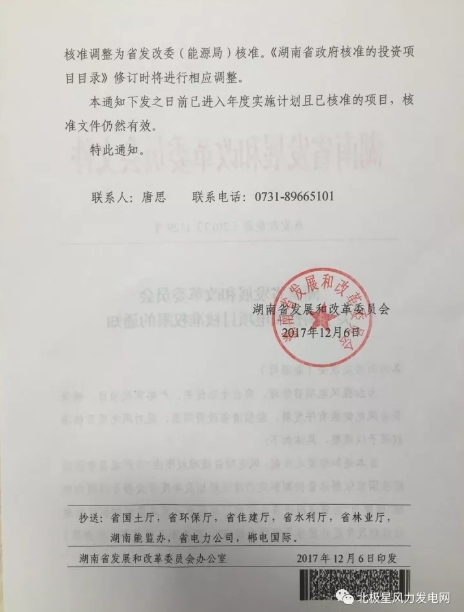 核准调整为省发改委（能源局）核准。《湖南省政府核准的投资项
目目录》修订时将进行相应调整。
本通知下发之日前已进入年度实施计划且已核准的项目，核
准文件仍然有效。
特此通知。
联系人：唐思 联系电话：0731-89665101
湖南省发展和改革委员会
2017年12月6日
湖南省发展和改革委员会
抄送：省国土厅，省环保厅，省住建厅，省水利厅，省林业厅，
湖南能监办，省电力公司，郴电国际。
湖南省发展和改革委员会办公室 2017年12月6日印发
北极星风力发电网